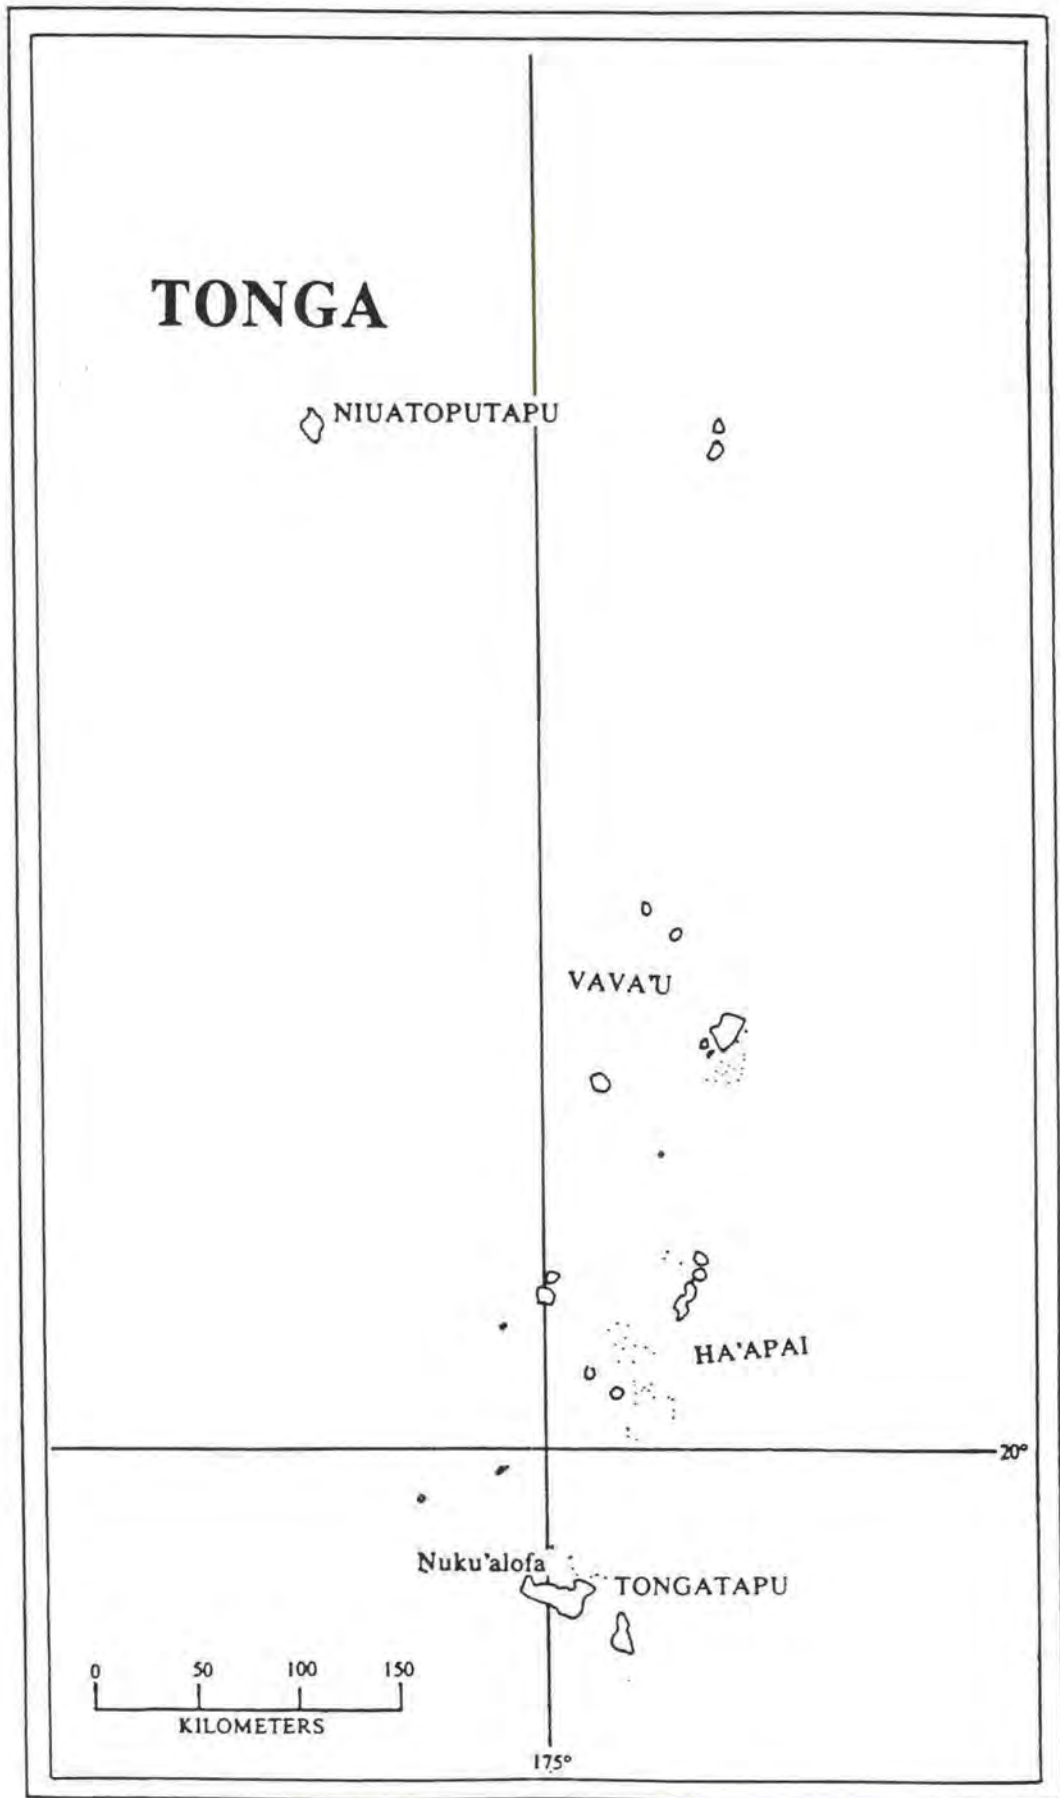 TONGA
NIUATOPUTAPU
VAVA'U
HA'APAI
20°
Nuku'alofa
TONGATAPU
0 50 100 150
KILOMETERS
175°